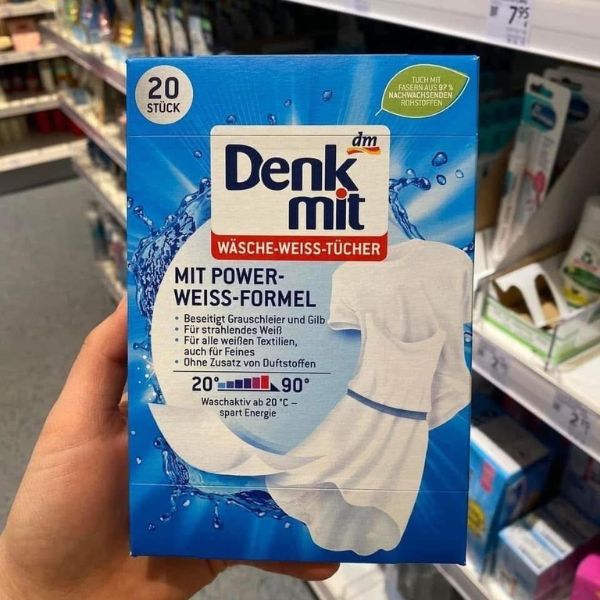 7⁹⁵
20
STÜCK
TUCH MIT
FASERN AUS 97 %
NACHWACHSENDEN
ROHSTOFFEN
dm
Denk
mit
WÄSCHE-WEISS-TÜCHER
MIT POWER-
WEISS-FORMEL
• Beseitigt Grauschleier und Gilb
• Für strahlendes Weiß
• Für alle weißen Textilien,
auch für Feines
• Ohne Zusatz von Duftstoffen
20° 90°
Waschaktiv ab 20 °C –
spart Energie